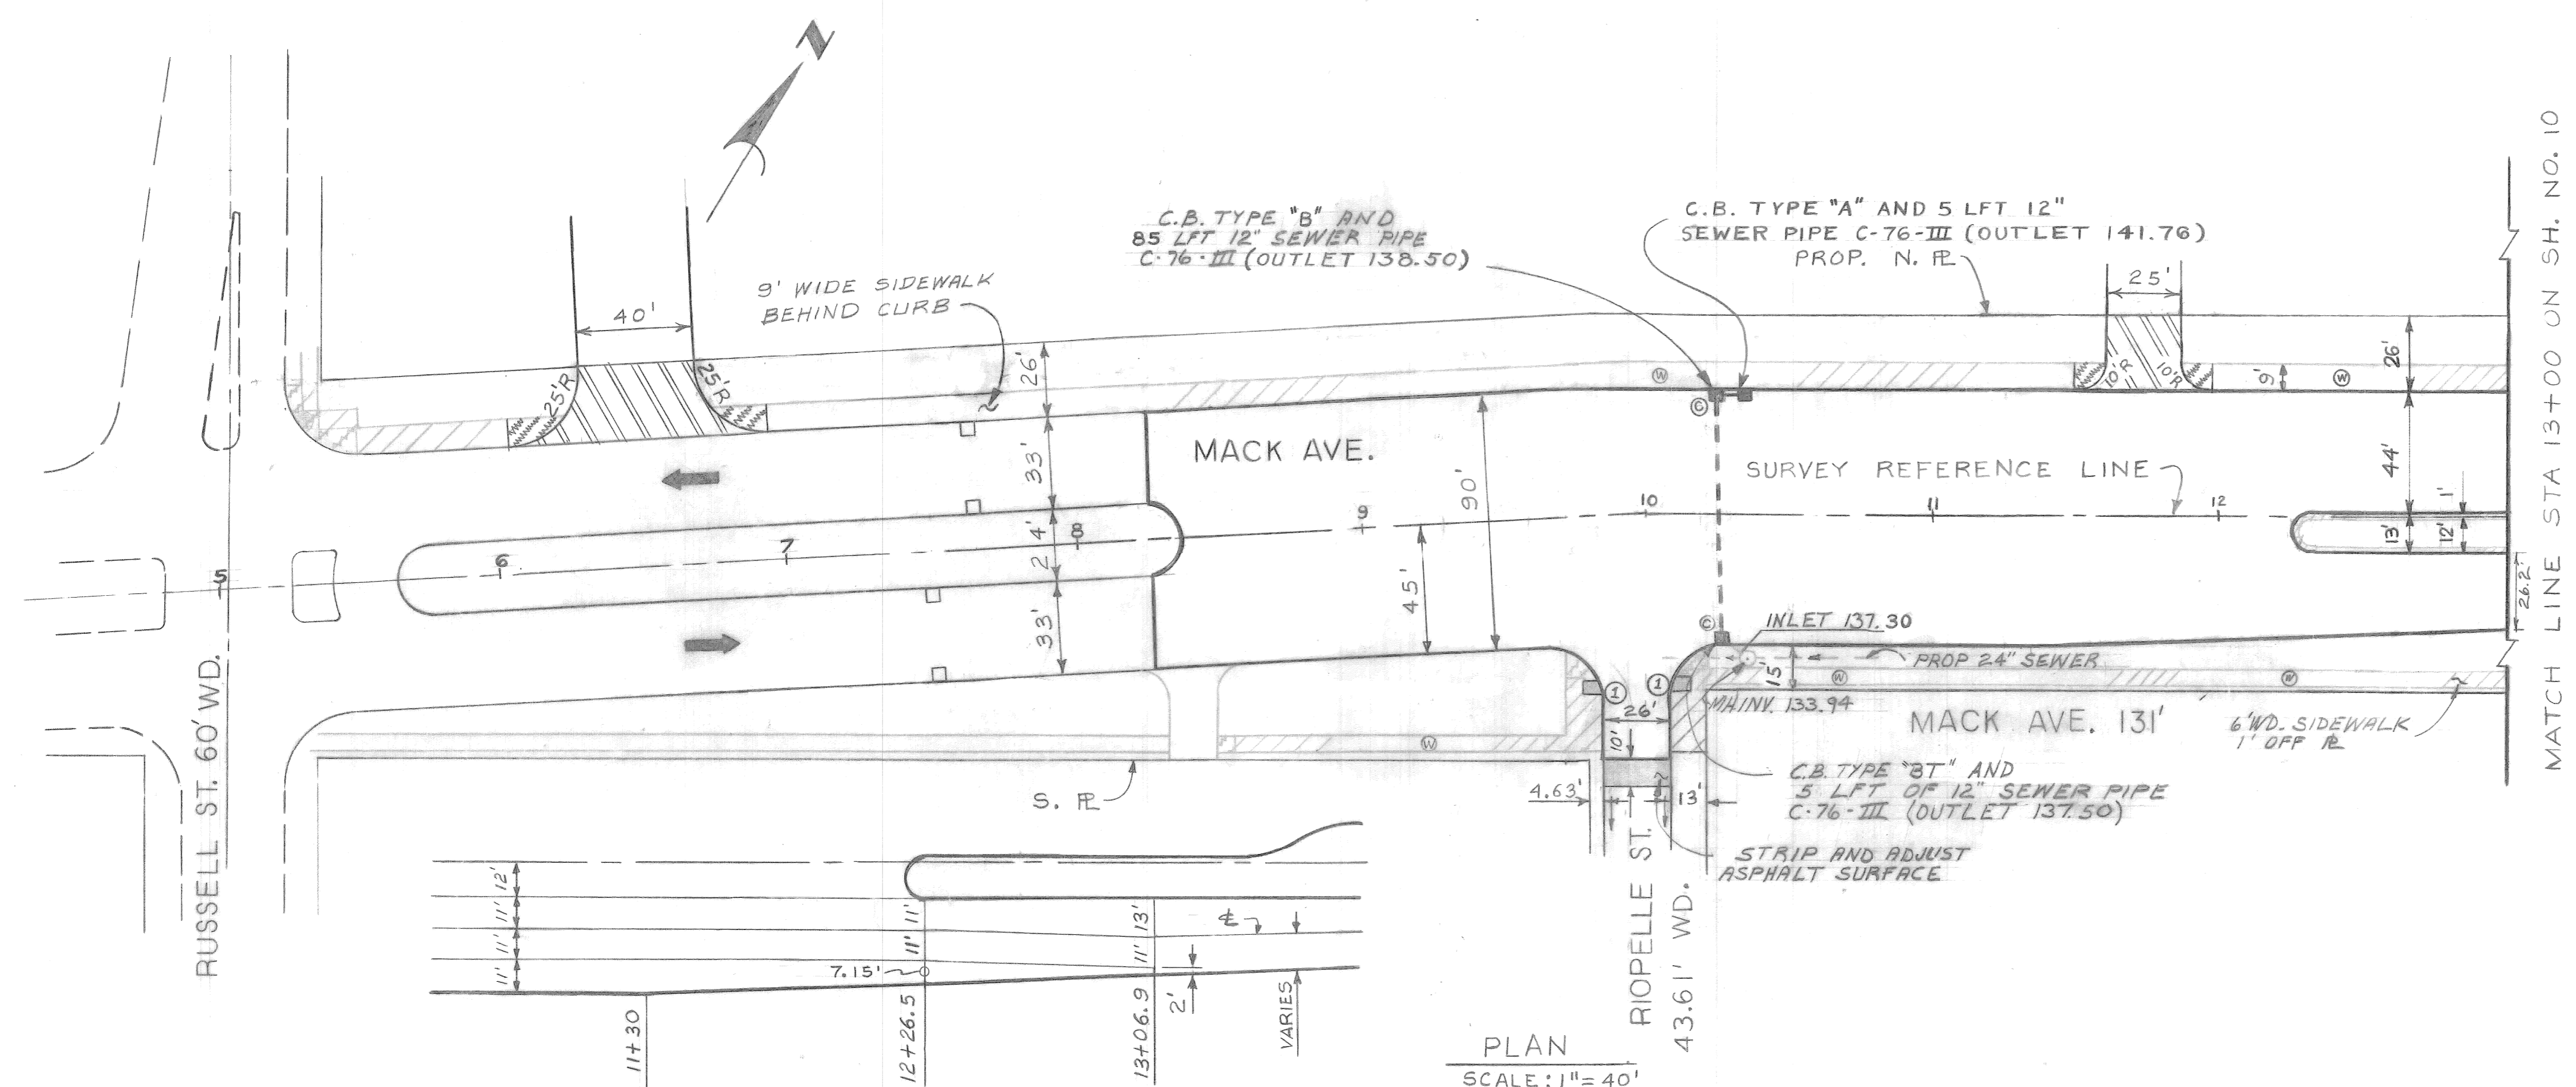 N
C.B. TYPE "B" AND
85 LFT 12" SEWER PIPE
C-76-III (OUTLET 138.50)
C.B. TYPE "A" AND 5 LFT 12"
SEWER PIPE C-76-III (OUTLET 141.76)
PROP. N. PL
9' WIDE SIDEWALK
BEHIND CURB
40'
25'
25'R
25'R
26'
10'R
10'R
9'
W
W
26'
C
MACK AVE.
33'
90'
44'
SURVEY REFERENCE LINE
1'
5
6
7
8
9
10
11
12
24'
45'
13'
12'
26.2'
33'
C
INLET 137.30
PROP 24" SEWER
15'
W
W
1
1
26'
MH INV. 133.94
MACK AVE. 131'
6' WD. SIDEWALK
1' OFF PL
W
10'
S. PL
4.63'
13'
C.B. TYPE "BT" AND
5 LFT OF 12" SEWER PIPE
C-76-III (OUTLET 137.50)
STRIP AND ADJUST
ASPHALT SURFACE
RUSSELL ST. 60' WD.
RIOPELLE ST.
43.61' WD.
MATCH LINE STA 13+00 ON SH. NO. 10
12'
11'
11'
11'
11'
11'
7.15'
13'
11'
2'
℄
VARIES
11+30
12+26.5
13+06.9
PLAN
SCALE: 1"= 40'